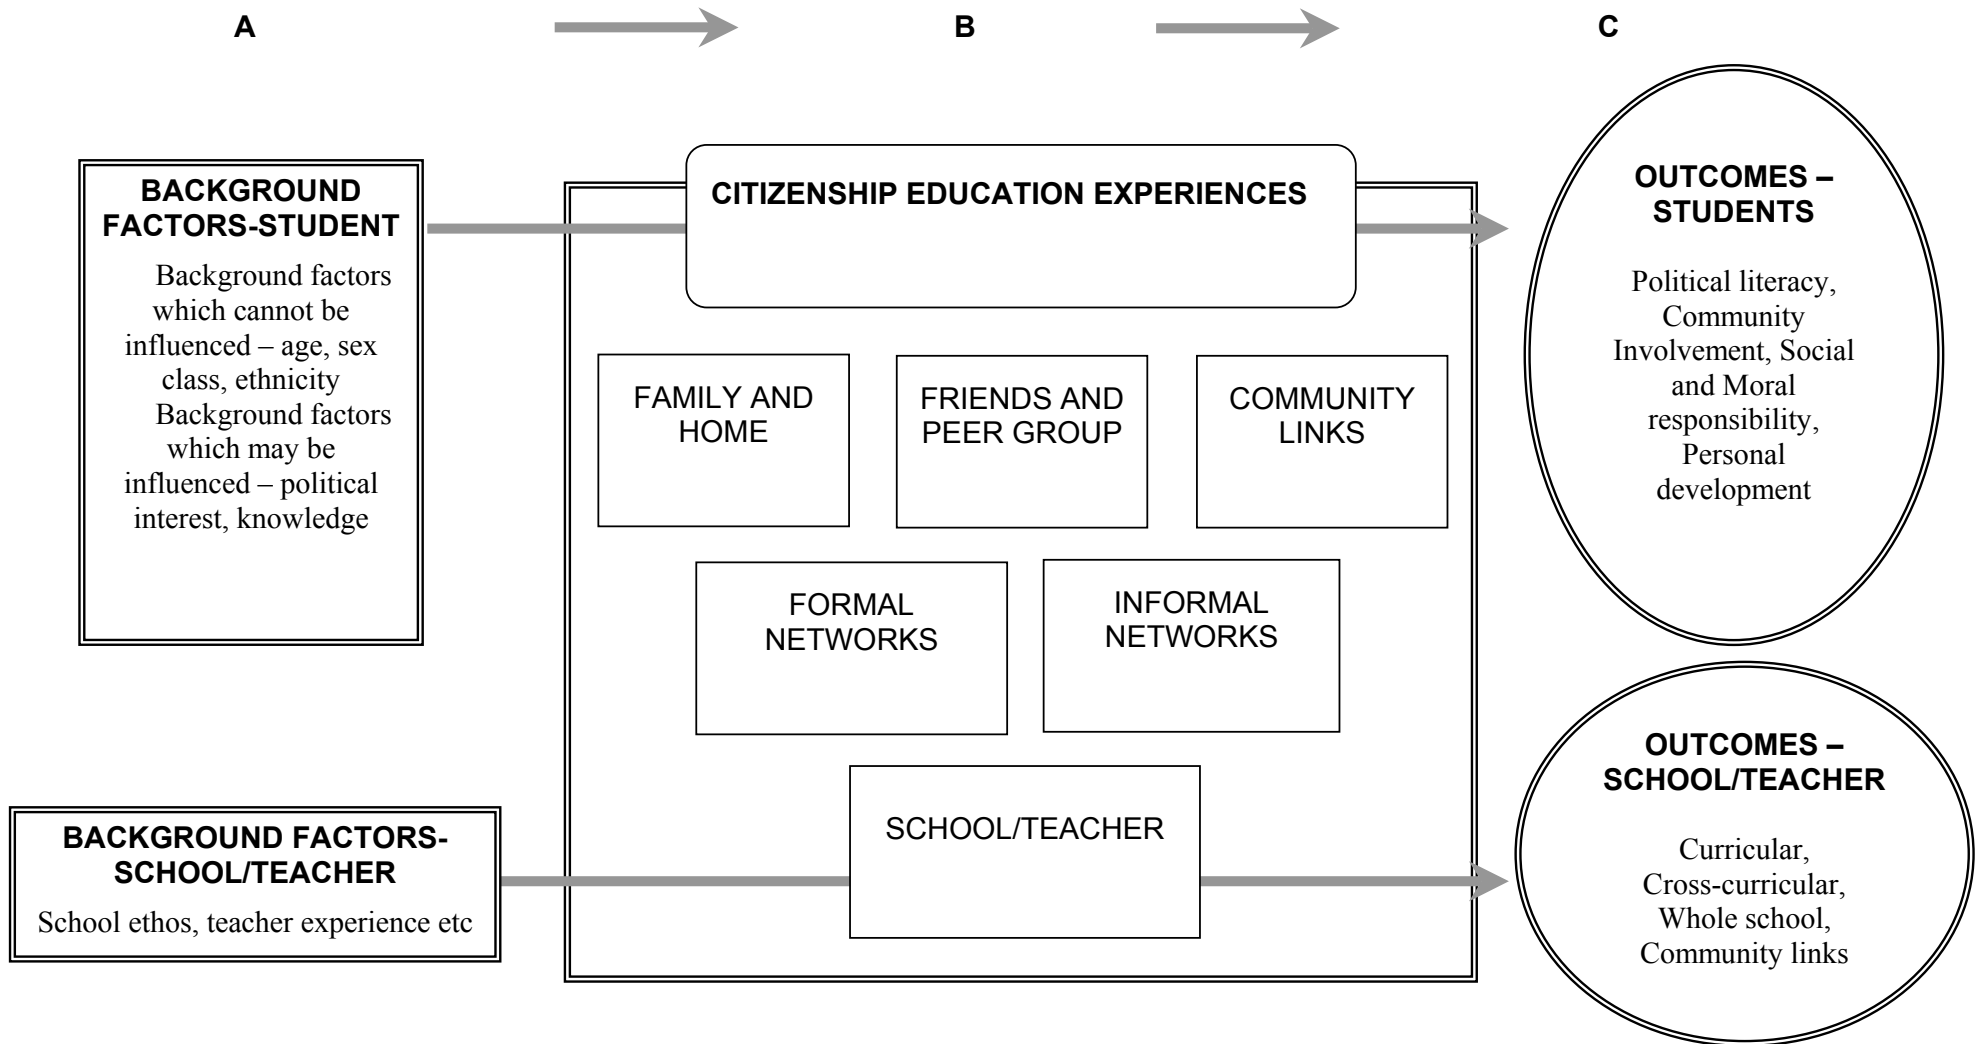 A
B
C
BACKGROUND
FACTORS-STUDENT
Background factors
which cannot be
influenced – age, sex
class, ethnicity
Background factors
which may be
influenced – political
interest, knowledge
BACKGROUND FACTORS-
SCHOOL/TEACHER
School ethos, teacher experience etc
CITIZENSHIP EDUCATION EXPERIENCES
FAMILY AND
HOME
FRIENDS AND
PEER GROUP
COMMUNITY
LINKS
FORMAL
NETWORKS
INFORMAL
NETWORKS
SCHOOL/TEACHER
OUTCOMES –
STUDENTS
Political literacy,
Community
Involvement, Social
and Moral
responsibility,
Personal
development
OUTCOMES –
SCHOOL/TEACHER
Curricular,
Cross-curricular,
Whole school,
Community links